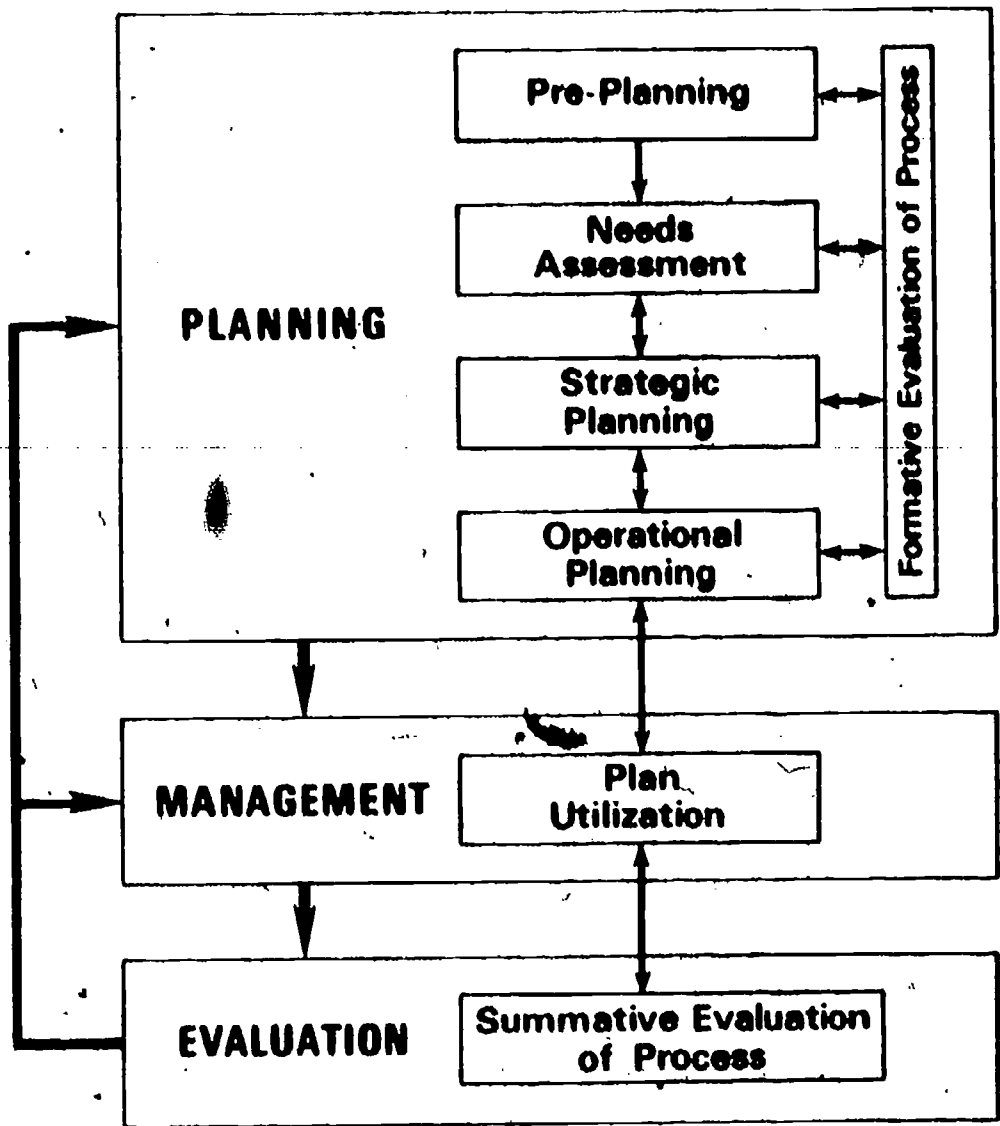 Pre-Planning
Needs
Assessment
PLANNING
Strategic
Planning
Operational
Planning
Formative Evaluation of Process
MANAGEMENT
Plan
Utilization
EVALUATION
Summative Evaluation
of Process